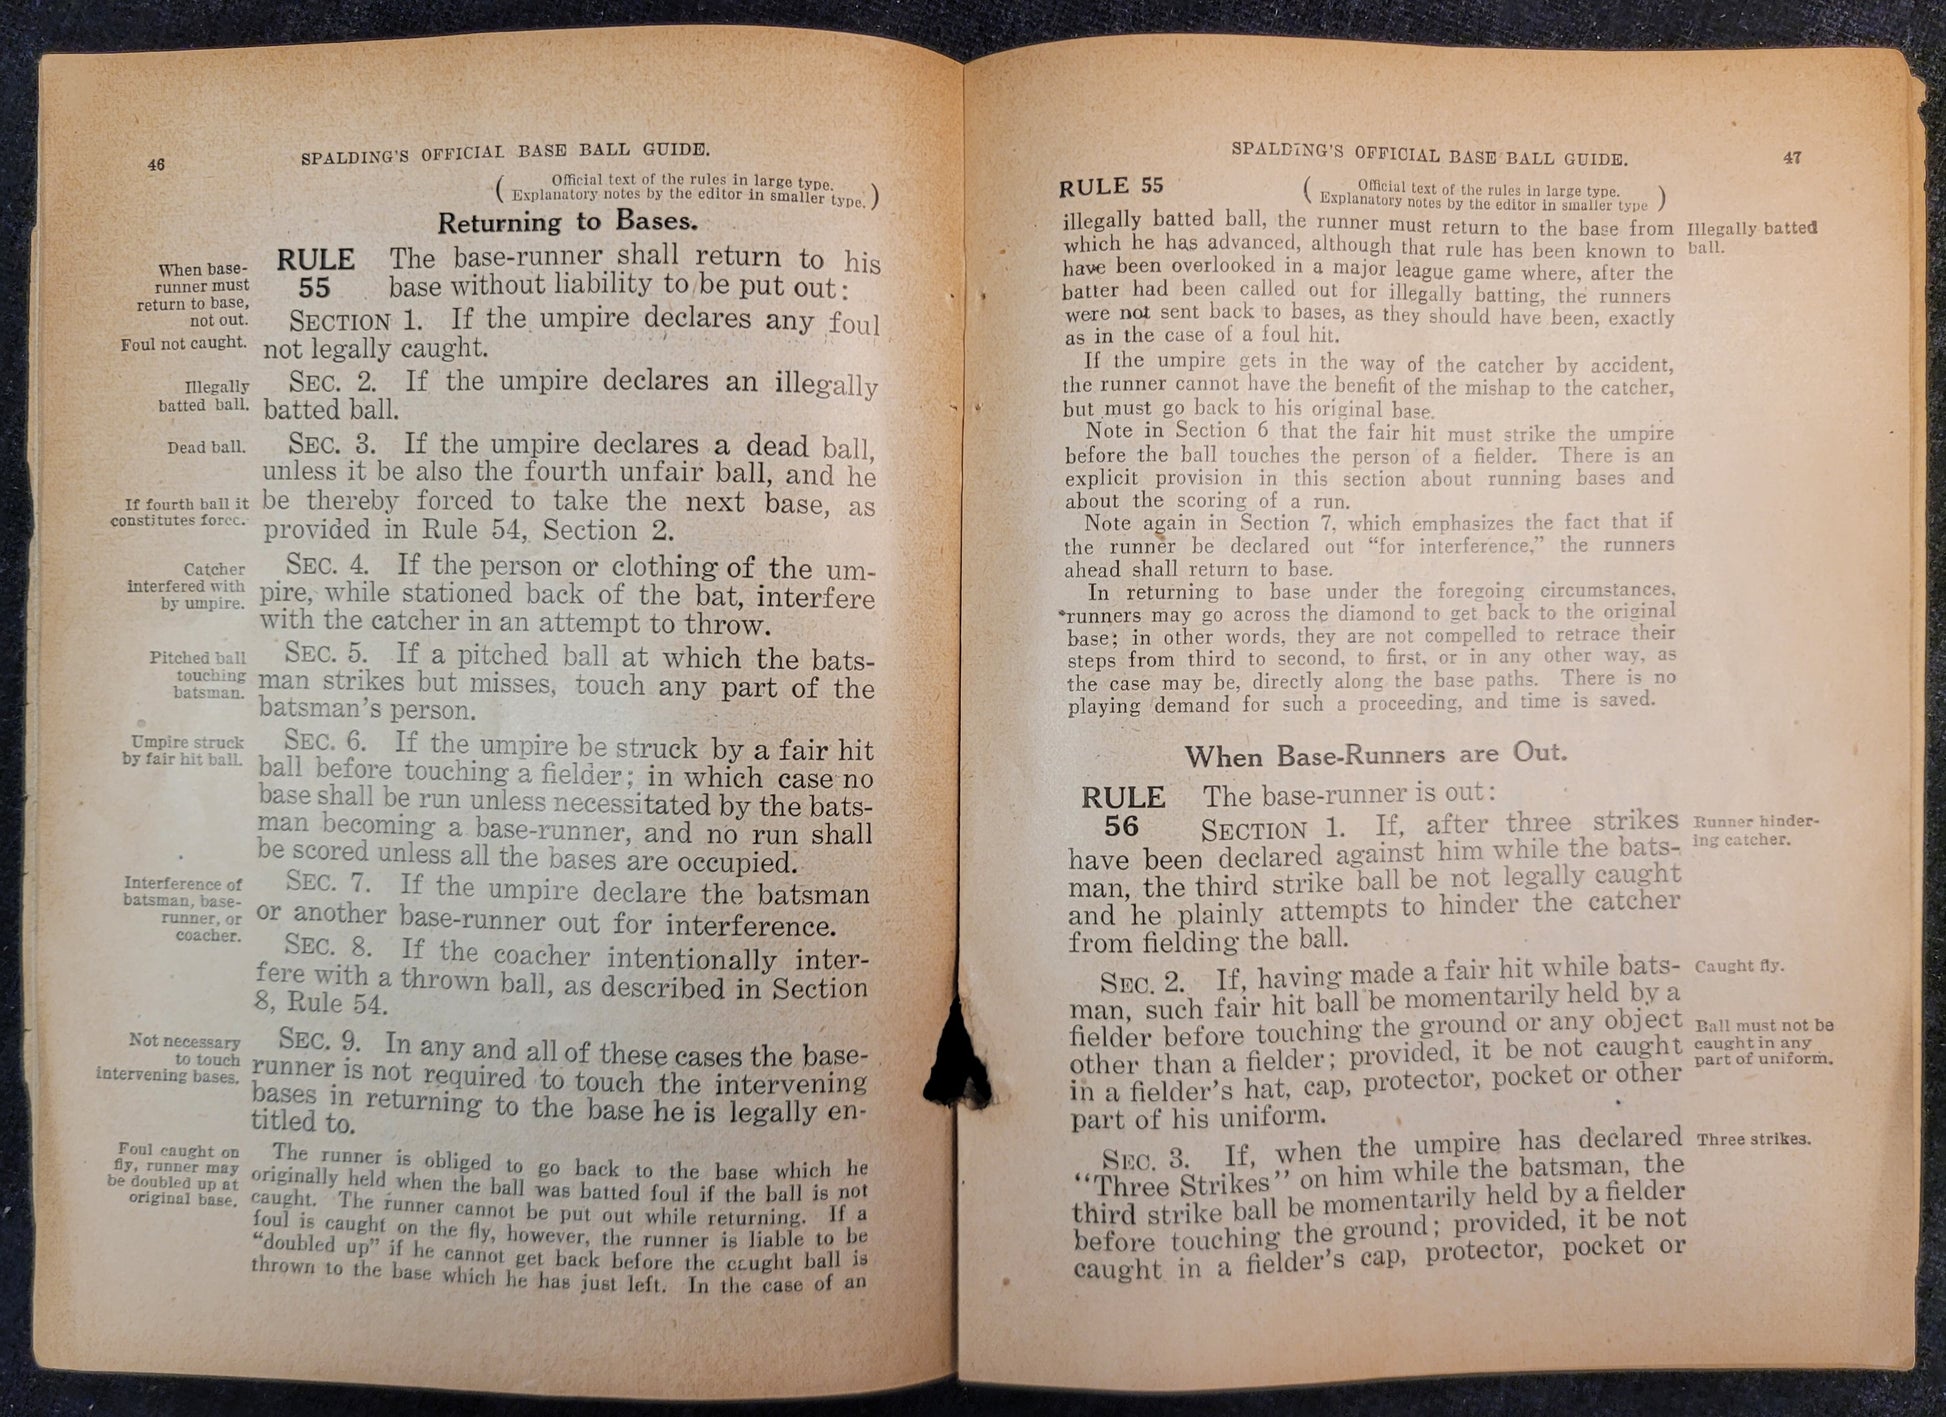 46
SPALDING'S OFFICIAL BASE BALL GUIDE.
( Official text of the rules in large type.
Explanatory notes by the editor in smaller type. )
Returning to Bases.
When base-
runner must
return to base,
not out.
RULE 55 The base-runner shall return to his
base without liability to be put out:
Foul not caught.
SECTION 1. If the umpire declares any foul
not legally caught.
Illegally
batted ball.
SEC. 2. If the umpire declares an illegally
batted ball.
Dead ball.
SEC. 3. If the umpire declares a dead ball,
unless it be also the fourth unfair ball, and he
If fourth ball it
constitutes force.
be thereby forced to take the next base, as
provided in Rule 54, Section 2.
Catcher
interfered with
by umpire.
SEC. 4. If the person or clothing of the um-
pire, while stationed back of the bat, interfere
with the catcher in an attempt to throw.
Pitched ball
touching
batsman.
SEC. 5. If a pitched ball at which the bats-
man strikes but misses, touch any part of the
batsman's person.
Umpire struck
by fair hit ball.
SEC. 6. If the umpire be struck by a fair hit
ball before touching a fielder; in which case no
base shall be run unless necessitated by the bats-
man becoming a base-runner, and no run shall
be scored unless all the bases are occupied.
Interference of
batsman, base-
runner, or
coacher.
SEC. 7. If the umpire declare the batsman
or another base-runner out for interference.
SEC. 8. If the coacher intentionally inter-
fere with a thrown ball, as described in Section
8, Rule 54.
Not necessary
to touch
intervening bases.
SEC. 9. In any and all of these cases the base-
runner is not required to touch the intervening
bases in returning to the base he is legally en-
titled to.
Foul caught on
fly, runner may
be doubled up at
original base.
The runner is obliged to go back to the base which he
originally held when the ball was batted foul if the ball is not
caught. The runner cannot be put out while returning. If a
foul is caught on the fly, however, the runner is liable to be
"doubled up" if he cannot get back before the caught ball is
thrown to the base which he has just left. In the case of an
SPALDING'S OFFICIAL BASE BALL GUIDE.
47
RULE 55
( Official text of the rules in large type.
Explanatory notes by the editor in smaller type )
illegally batted ball, the runner must return to the base from
which he has advanced, although that rule has been known to
have been overlooked in a major league game where, after the
batter had been called out for illegally batting, the runners
were not sent back to bases, as they should have been, exactly
as in the case of a foul hit.
Illegally batted
ball.
If the umpire gets in the way of the catcher by accident,
the runner cannot have the benefit of the mishap to the catcher,
but must go back to his original base.
Note in Section 6 that the fair hit must strike the umpire
before the ball touches the person of a fielder. There is an
explicit provision in this section about running bases and
about the scoring of a run.
Note again in Section 7, which emphasizes the fact that if
the runner be declared out "for interference," the runners
ahead shall return to base.
In returning to base under the foregoing circumstances,
runners may go across the diamond to get back to the original
base; in other words, they are not compelled to retrace their
steps from third to second, to first, or in any other way, as
the case may be, directly along the base paths. There is no
playing demand for such a proceeding, and time is saved.
When Base-Runners are Out.
RULE 56 The base-runner is out:
SECTION 1. If, after three strikes
have been declared against him while the bats-
man, the third strike ball be not legally caught
and he plainly attempts to hinder the catcher
from fielding the ball.
Runner hinder-
ing catcher.
SEC. 2. If, having made a fair hit while bats-
man, such fair hit ball be momentarily held by a
fielder before touching the ground or any object
other than a fielder; provided, it be not caught
in a fielder's hat, cap, protector, pocket or other
part of his uniform.
Caught fly.
Ball must not be
caught in any
part of uniform.
SEC. 3. If, when the umpire has declared
"Three Strikes" on him while the batsman, the
third strike ball be momentarily held by a fielder
before touching the ground; provided, it be not
caught in a fielder's cap, protector, pocket or
Three strikes.